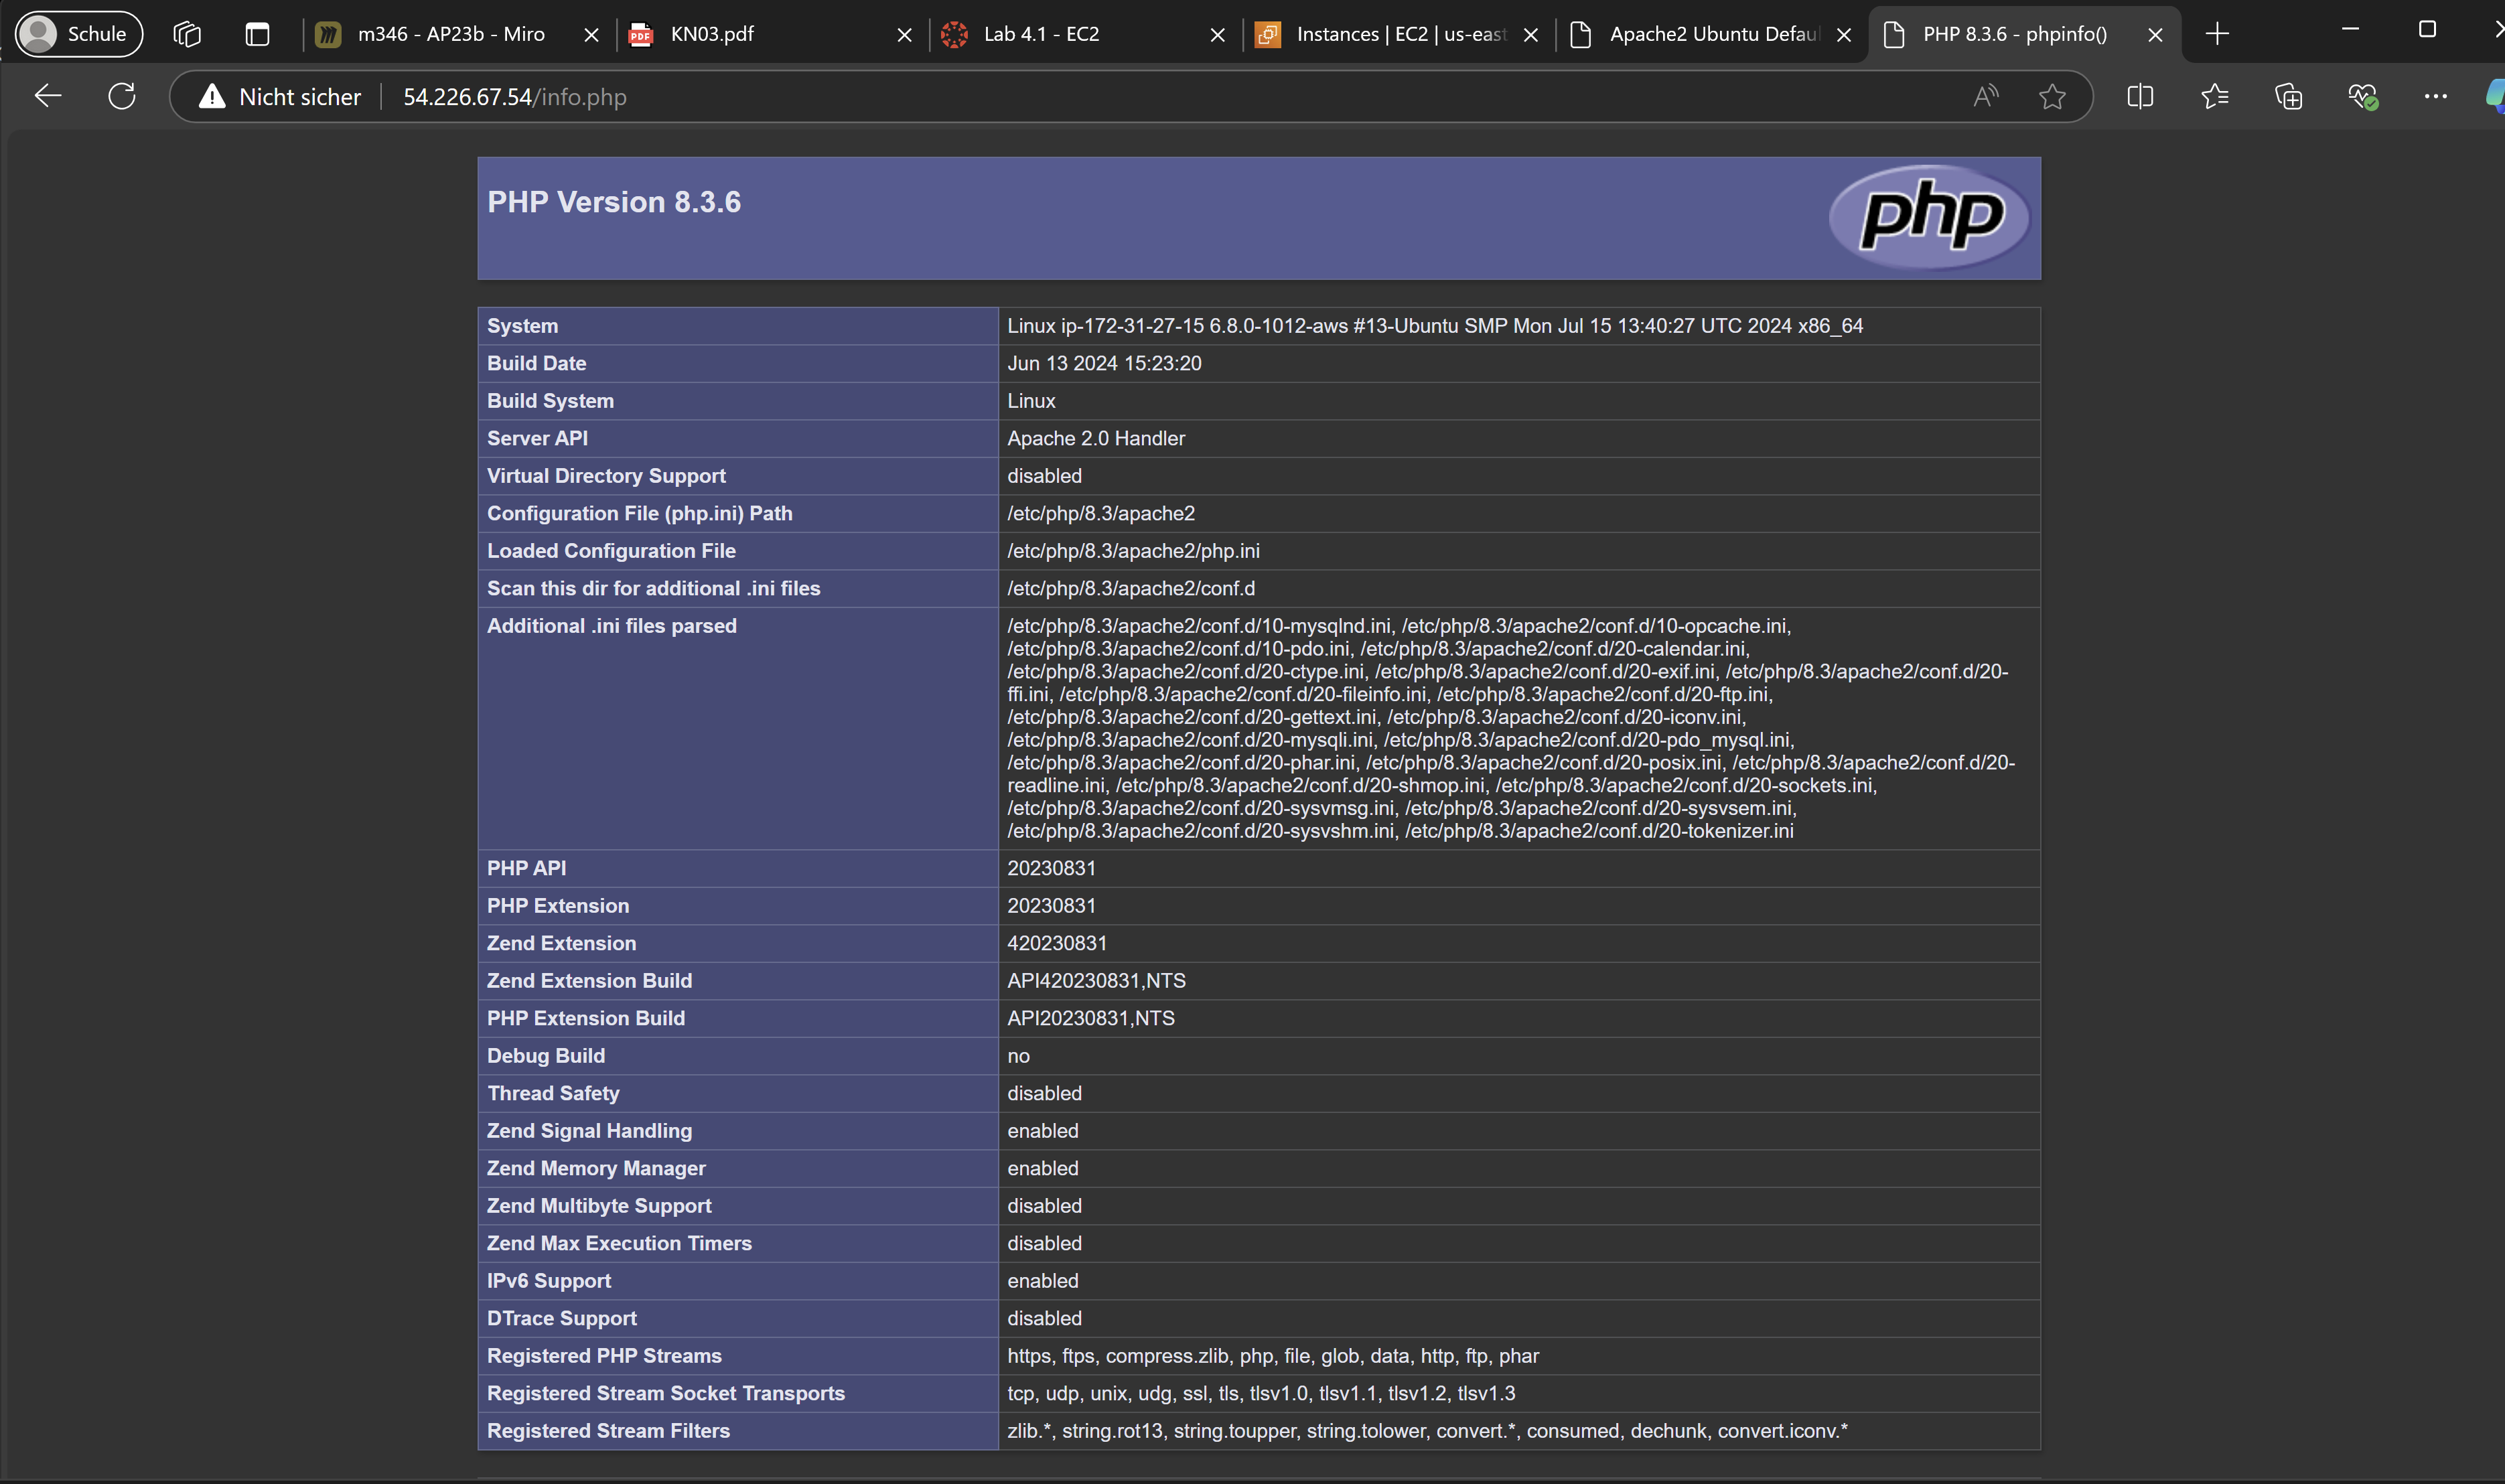 Schule
m346 - AP23b - Miro
PDF
KN03.pdf
Lab 4.1 - EC2
Instances | EC2 | us-east
Apache2 Ubuntu Defau
PHP 8.3.6 - phpinfo()
Nicht sicher
54.226.67.54/info.php
PHP Version 8.3.6
php
System Linux ip-172-31-27-15 6.8.0-1012-aws #13-Ubuntu SMP Mon Jul 15 13:40:27 UTC 2024 x86_64
Build Date Jun 13 2024 15:23:20
Build System Linux
Server API Apache 2.0 Handler
Virtual Directory Support disabled
Configuration File (php.ini) Path /etc/php/8.3/apache2
Loaded Configuration File /etc/php/8.3/apache2/php.ini
Scan this dir for additional .ini files /etc/php/8.3/apache2/conf.d
Additional .ini files parsed /etc/php/8.3/apache2/conf.d/10-mysqlnd.ini, /etc/php/8.3/apache2/conf.d/10-opcache.ini,
/etc/php/8.3/apache2/conf.d/10-pdo.ini, /etc/php/8.3/apache2/conf.d/20-calendar.ini,
/etc/php/8.3/apache2/conf.d/20-ctype.ini, /etc/php/8.3/apache2/conf.d/20-exif.ini, /etc/php/8.3/apache2/conf.d/20-
ffi.ini, /etc/php/8.3/apache2/conf.d/20-fileinfo.ini, /etc/php/8.3/apache2/conf.d/20-ftp.ini,
/etc/php/8.3/apache2/conf.d/20-gettext.ini, /etc/php/8.3/apache2/conf.d/20-iconv.ini,
/etc/php/8.3/apache2/conf.d/20-mysqli.ini, /etc/php/8.3/apache2/conf.d/20-pdo_mysql.ini,
/etc/php/8.3/apache2/conf.d/20-phar.ini, /etc/php/8.3/apache2/conf.d/20-posix.ini, /etc/php/8.3/apache2/conf.d/20-
readline.ini, /etc/php/8.3/apache2/conf.d/20-shmop.ini, /etc/php/8.3/apache2/conf.d/20-sockets.ini,
/etc/php/8.3/apache2/conf.d/20-sysvmsg.ini, /etc/php/8.3/apache2/conf.d/20-sysvsem.ini,
/etc/php/8.3/apache2/conf.d/20-sysvshm.ini, /etc/php/8.3/apache2/conf.d/20-tokenizer.ini
PHP API 20230831
PHP Extension 20230831
Zend Extension 420230831
Zend Extension Build API420230831,NTS
PHP Extension Build API20230831,NTS
Debug Build no
Thread Safety disabled
Zend Signal Handling enabled
Zend Memory Manager enabled
Zend Multibyte Support disabled
Zend Max Execution Timers disabled
IPv6 Support enabled
DTrace Support disabled
Registered PHP Streams https, ftps, compress.zlib, php, file, glob, data, http, ftp, phar
Registered Stream Socket Transports tcp, udp, unix, udg, ssl, tls, tlsv1.0, tlsv1.1, tlsv1.2, tlsv1.3
Registered Stream Filters zlib.*, string.rot13, string.toupper, string.tolower, convert.*, consumed, dechunk, convert.iconv.*